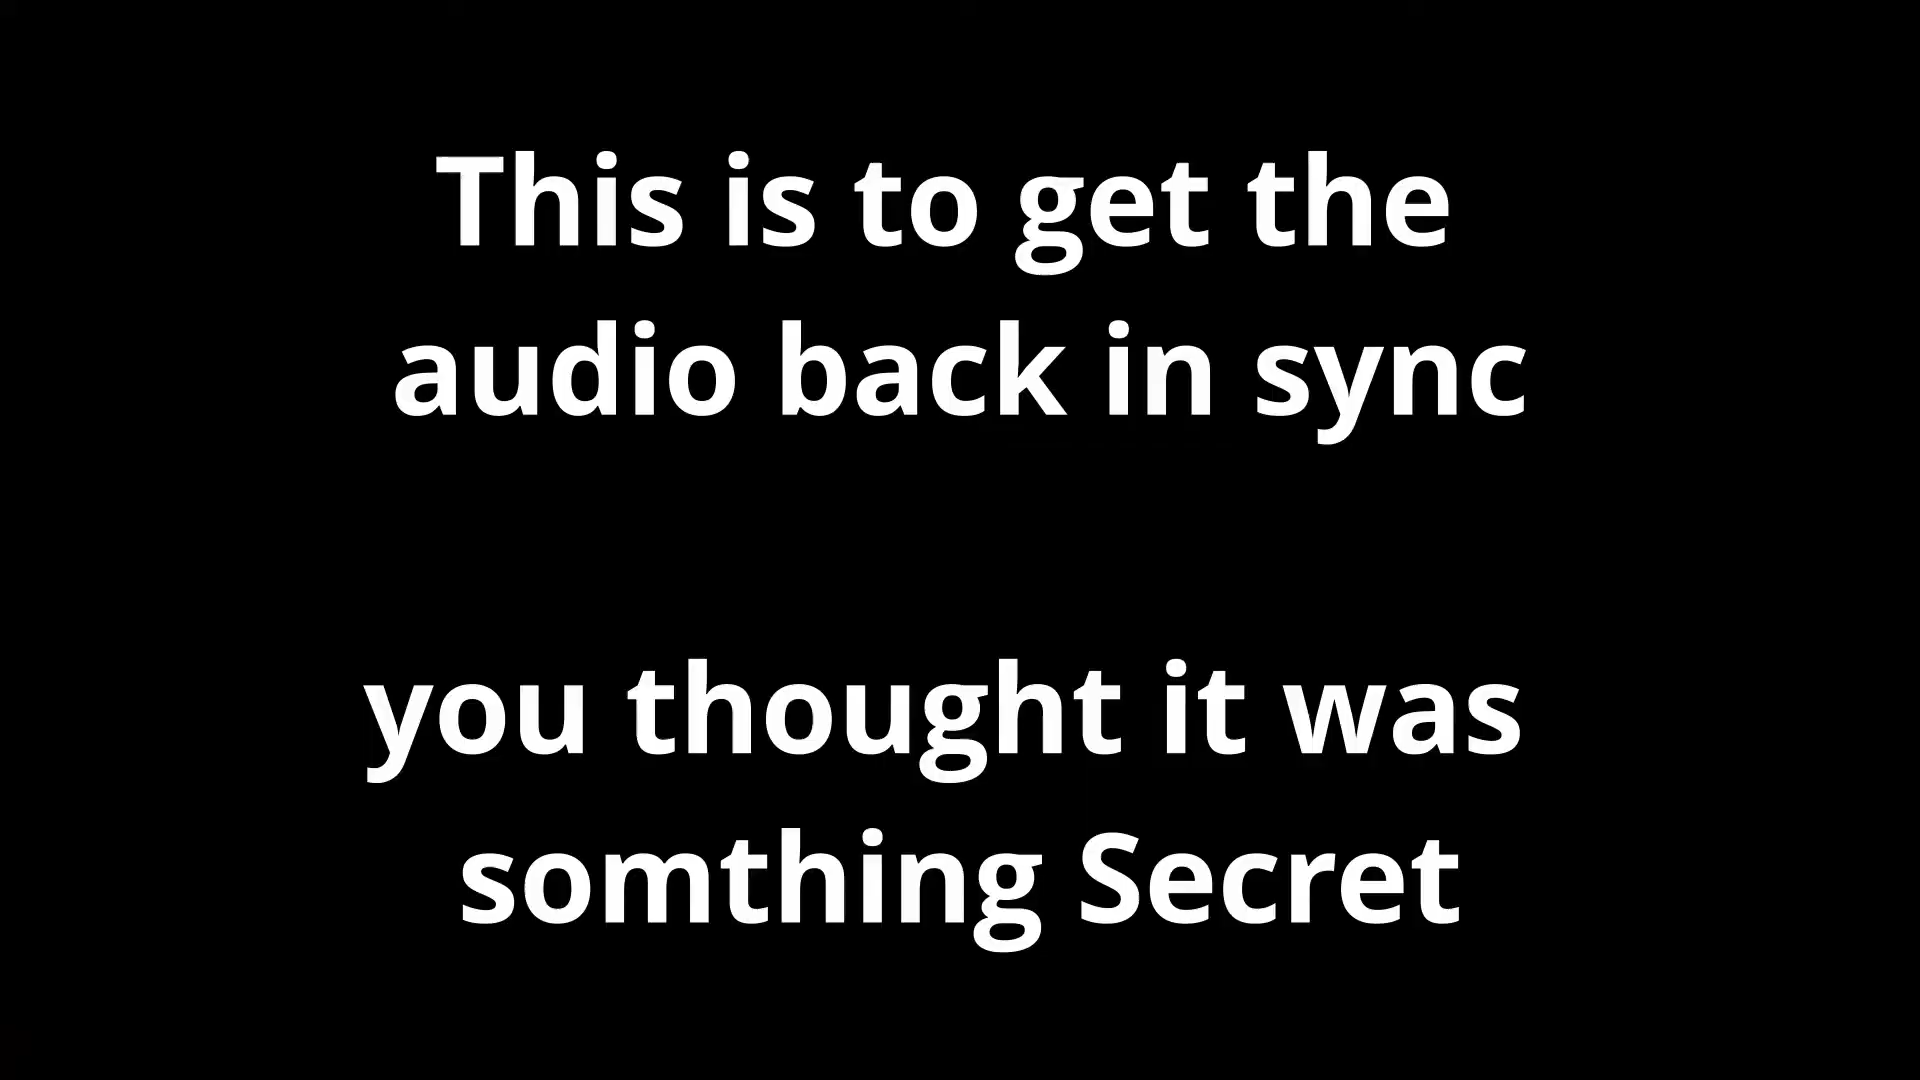 This is to get the
audio back in sync
you thought it was
somthing Secret